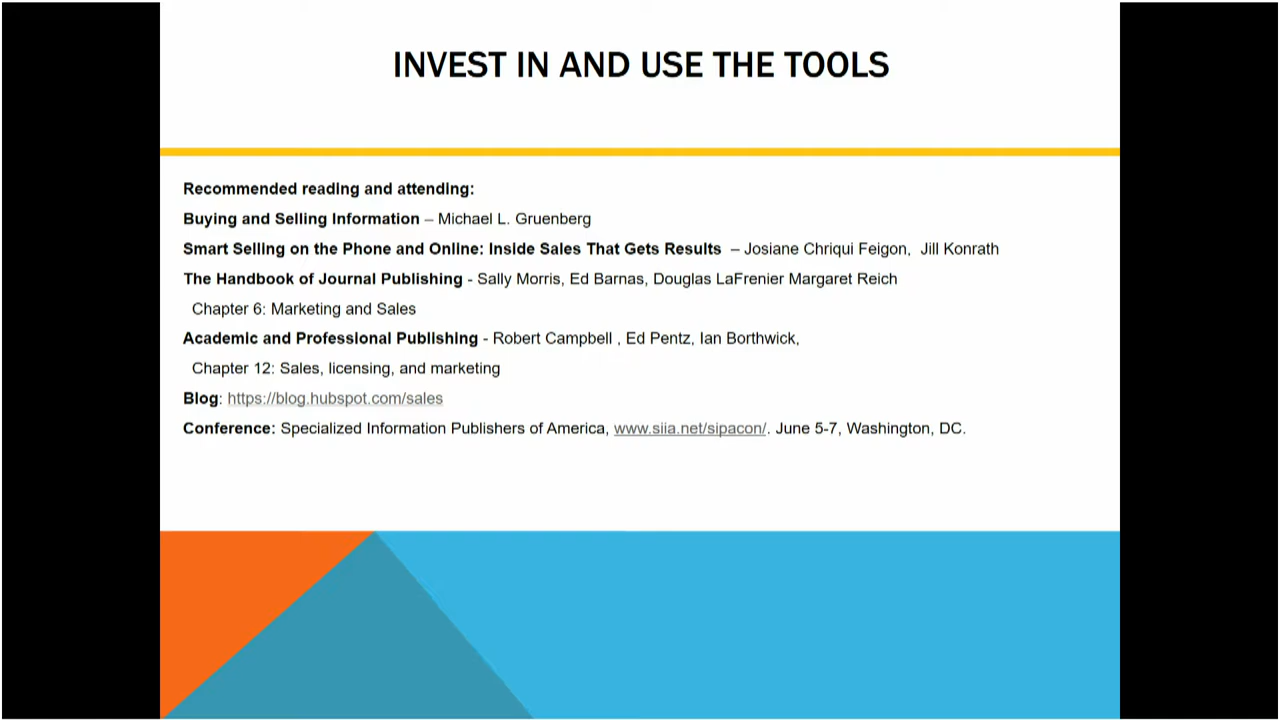 INVEST IN AND USE THE TOOLS
Recommended reading and attending:
Buying and Selling Information – Michael L. Gruenberg
Smart Selling on the Phone and Online: Inside Sales That Gets Results – Josiane Chriqui Feigon, Jill Konrath
The Handbook of Journal Publishing - Sally Morris, Ed Barnas, Douglas LaFrenier Margaret Reich
Chapter 6: Marketing and Sales
Academic and Professional Publishing - Robert Campbell , Ed Pentz, Ian Borthwick,
Chapter 12: Sales, licensing, and marketing
Blog: https://blog.hubspot.com/sales
Conference: Specialized Information Publishers of America, www.siia.net/sipacon/. June 5-7, Washington, DC.